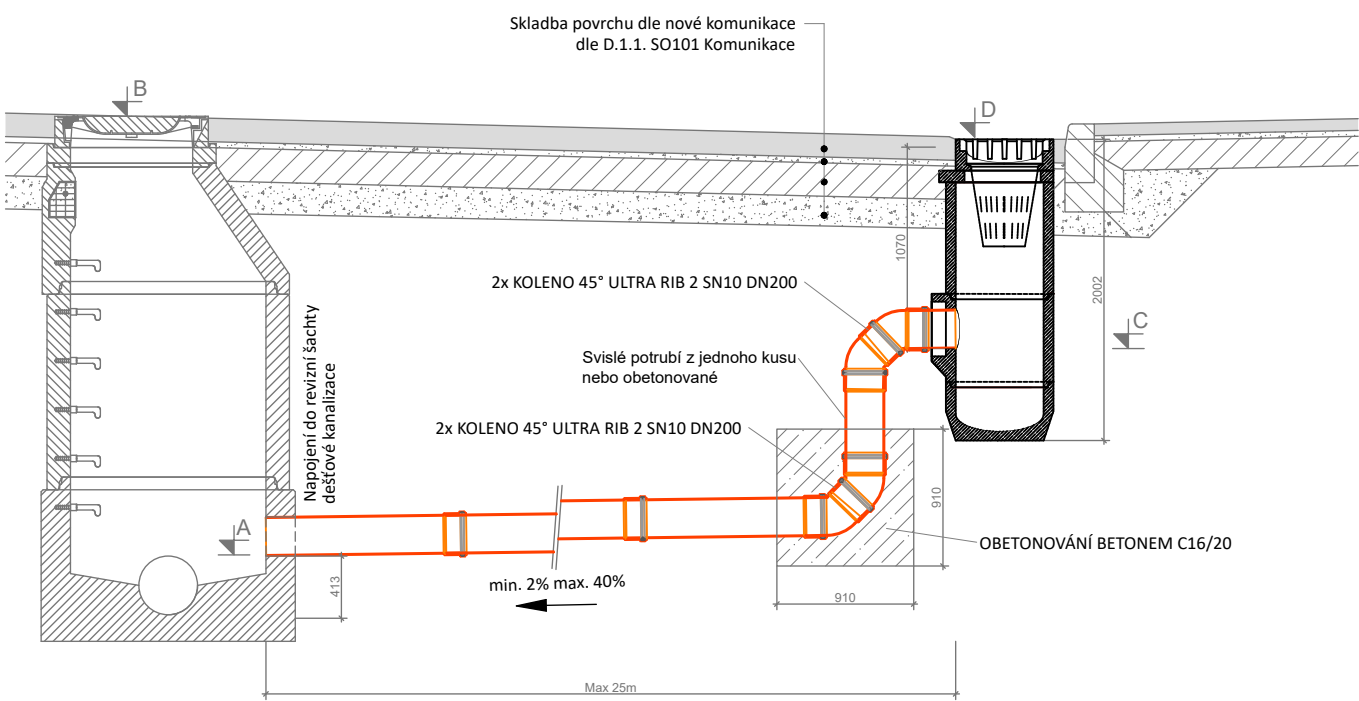 Skladba povrchu dle nové komunikace
dle D.1.1. SO101 Komunikace
B
D
1070
2002
2x KOLENO 45° ULTRA RIB 2 SN10 DN200
C
Svislé potrubí z jednoho kusu
nebo obetonované
Napojení do revizní šachty
dešťové kanalizace
2x KOLENO 45° ULTRA RIB 2 SN10 DN200
910
A
OBETONOVÁNÍ BETONEM C16/20
413
min. 2% max. 40%
910
Max 25m